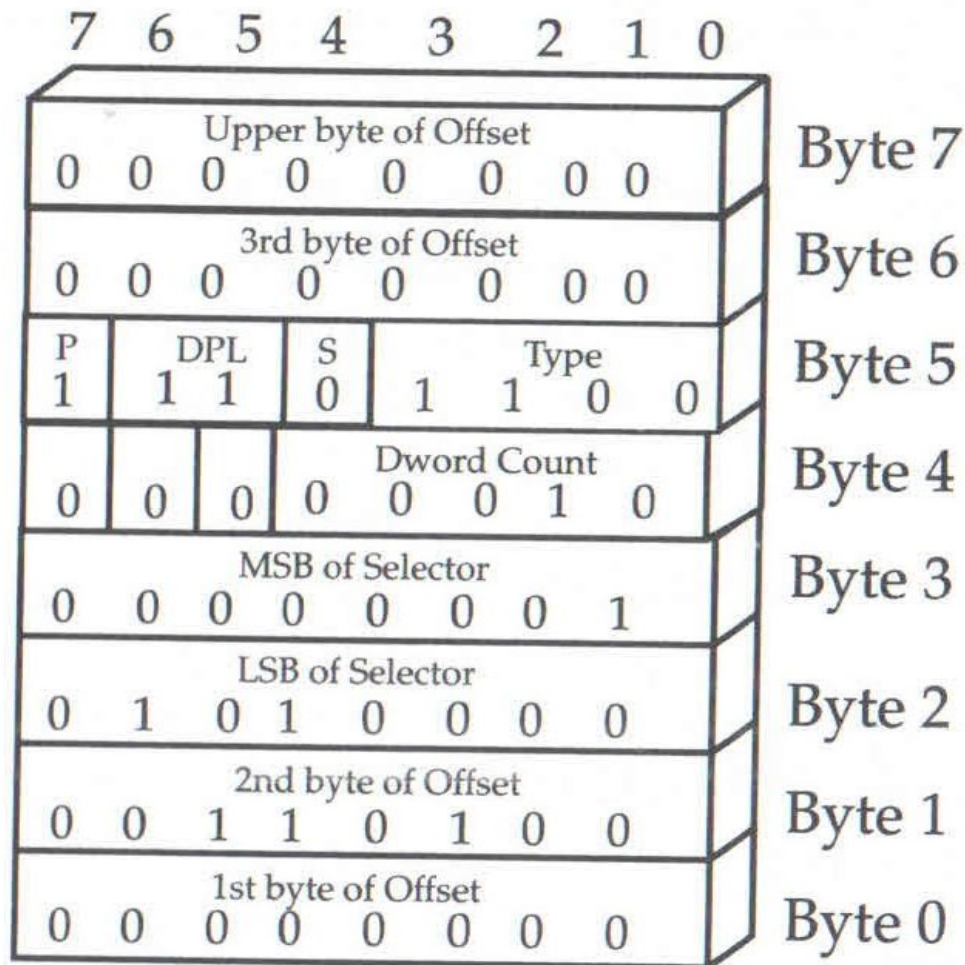 7 6 5 4 3 2 1 0
Upper byte of Offset
0 0 0 0 0 0 0 0
Byte 7
3rd byte of Offset
0 0 0 0 0 0 0 0
Byte 6
P DPL S Type
1 1 1 0 1 1 0 0
Byte 5
Dword Count
0 0 0 0 0 0 1 0
Byte 4
MSB of Selector
0 0 0 0 0 0 0 1
Byte 3
LSB of Selector
0 1 0 1 0 0 0 0
Byte 2
2nd byte of Offset
0 0 1 1 0 1 0 0
Byte 1
1st byte of Offset
0 0 0 0 0 0 0 0
Byte 0